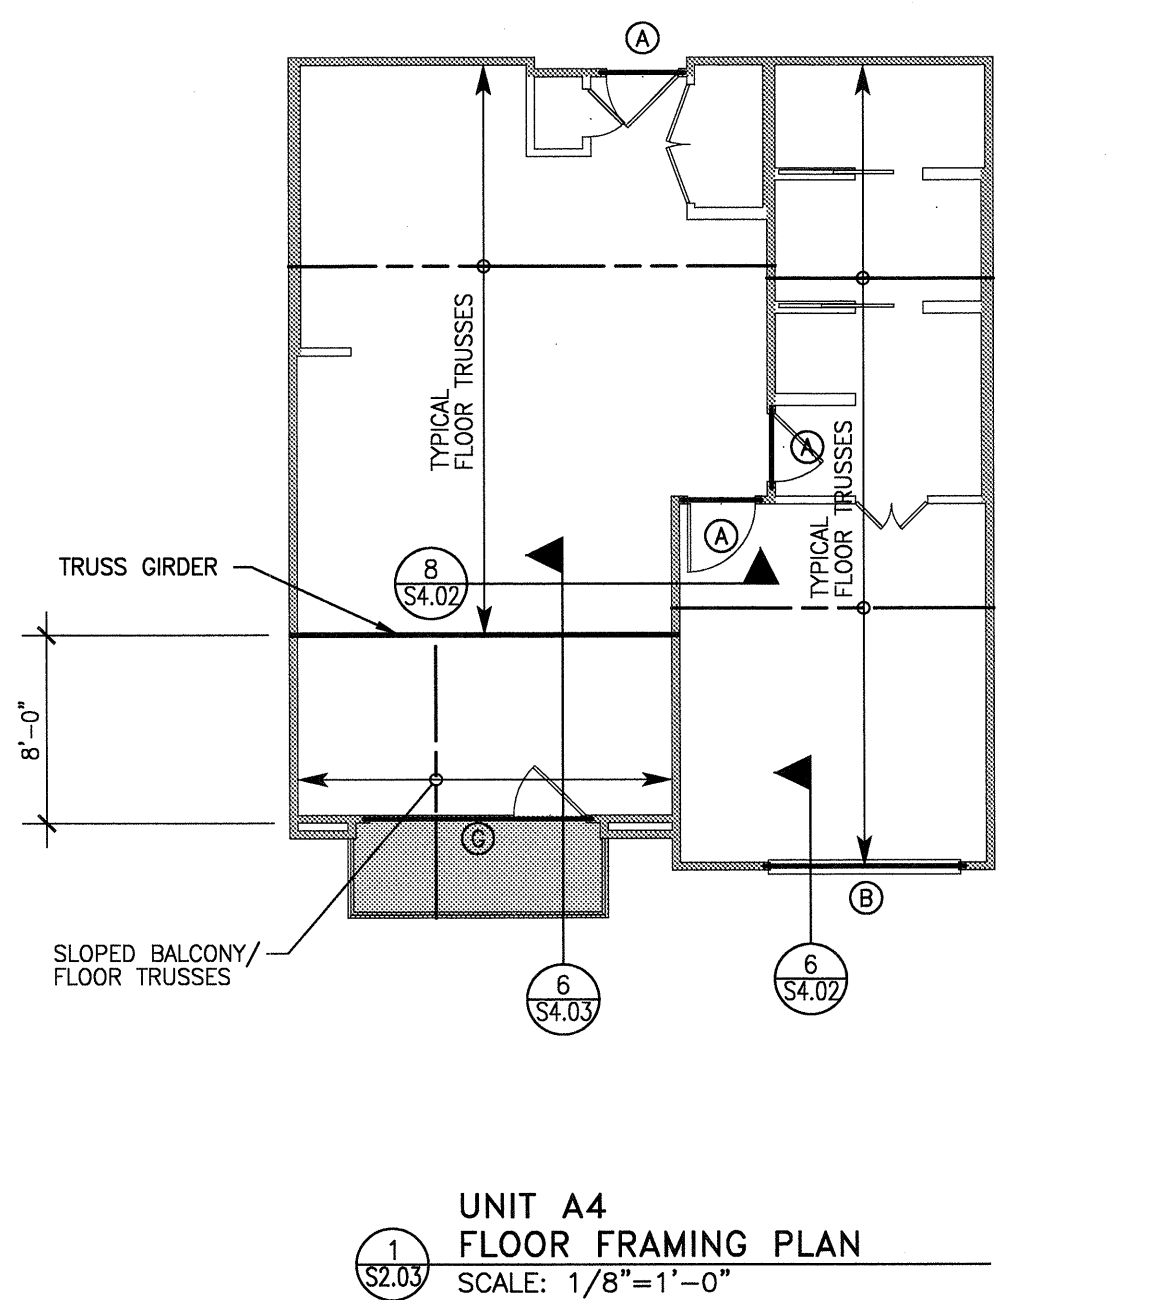 A
TYPICAL
FLOOR TRUSSES
A
TYPICAL
FLOOR TRUSSES
A
TRUSS GIRDER
8
S4.02
8'-0"
G
B
SLOPED BALCONY/
FLOOR TRUSSES
6
S4.03
6
S4.02
UNIT A4
1
S2.03
FLOOR FRAMING PLAN
SCALE: 1/8"=1'-0"